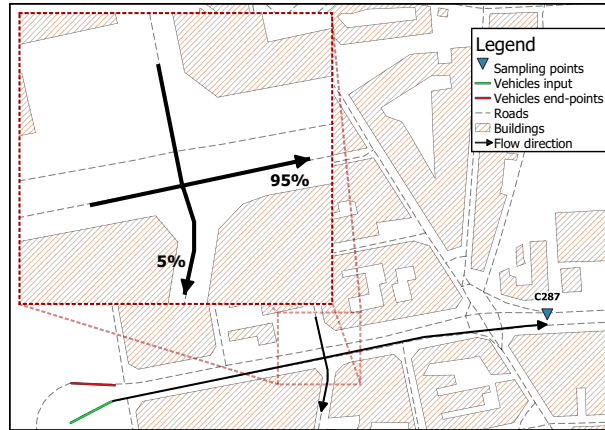 Legend
Sampling points
Vehicles input
Vehicles end-points
Roads
Buildings
Flow direction
95%
5%
C287